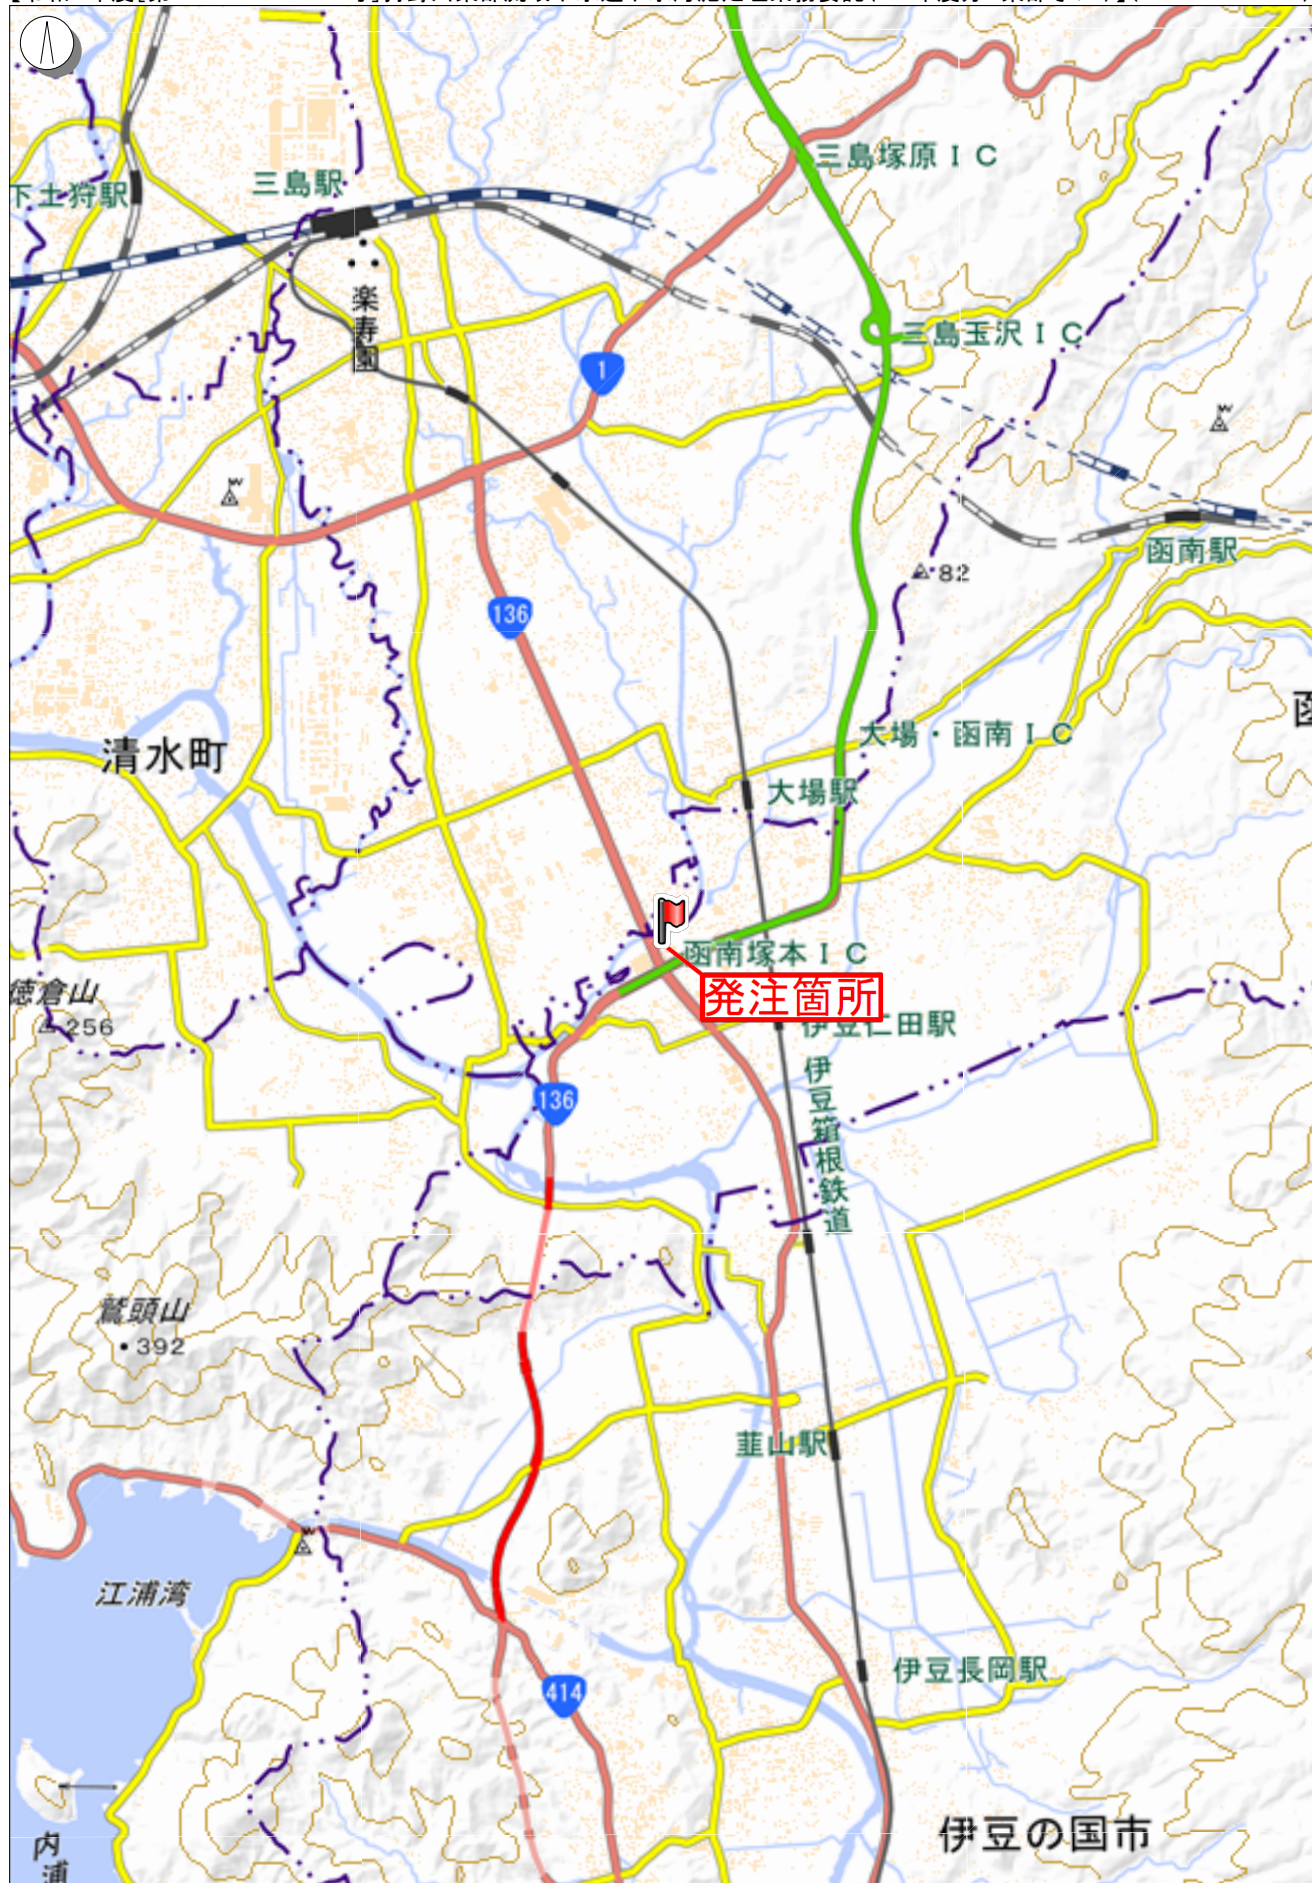 三島塚原IC
下土狩駅
三島駅
楽寿園
三島玉沢IC
1
函南駅
82
136
大場・函南IC
清水町
大場駅
函南塚本IC
発注箇所
徳倉山
256
伊豆仁田駅
伊豆箱根鉄道
136
鷲頭山
392
韮山駅
江浦湾
伊豆長岡駅
414
伊豆の国市
内浦